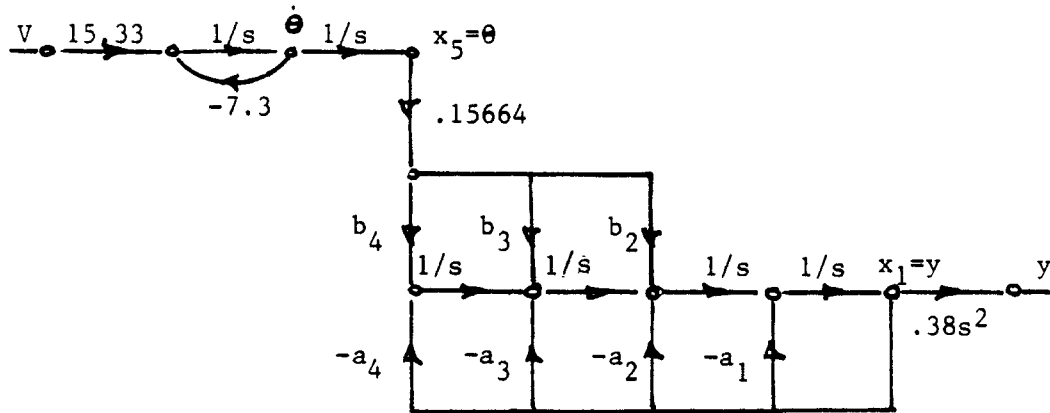 θ̇
V 15.33 1/s 1/s x₅=θ
-7.3
.15664
b₄ b₃ b₂
1/s 1/s 1/s 1/s x₁=y y
.38s²
-a₄ -a₃ -a₂ -a₁